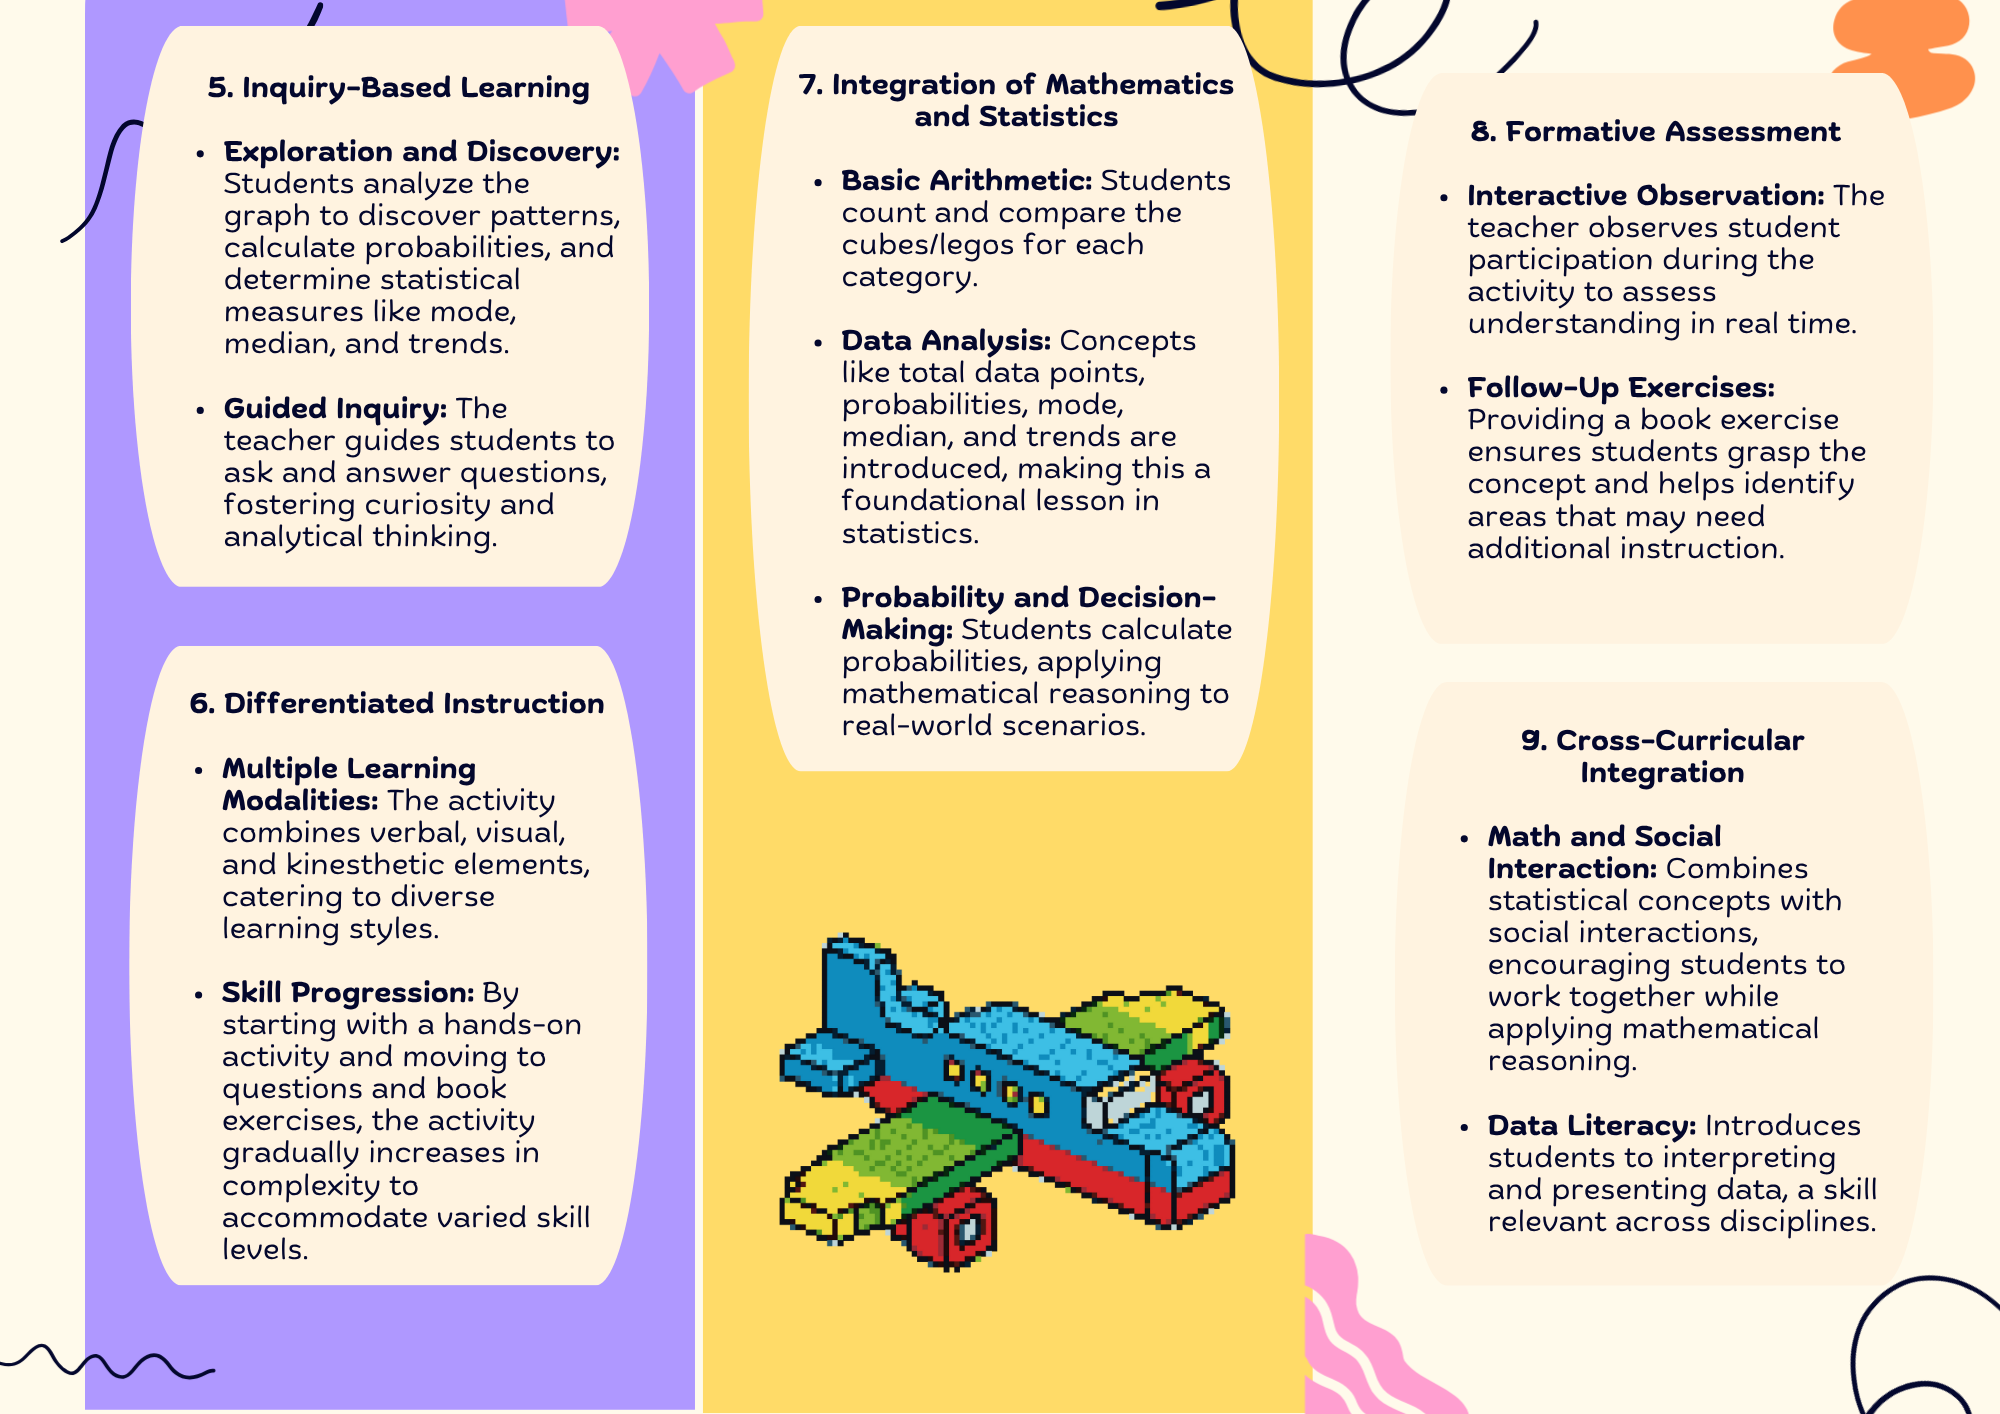 5. Inquiry-Based Learning
• Exploration and Discovery:
Students analyze the
graph to discover patterns,
calculate probabilities, and
determine statistical
measures like mode,
median, and trends.
• Guided Inquiry: The
teacher guides students to
ask and answer questions,
fostering curiosity and
analytical thinking.
6. Differentiated Instruction
• Multiple Learning
Modalities: The activity
combines verbal, visual,
and kinesthetic elements,
catering to diverse
learning styles.
• Skill Progression: By
starting with a hands-on
activity and moving to
questions and book
exercises, the activity
gradually increases in
complexity to
accommodate varied skill
levels.
7. Integration of Mathematics
and Statistics
• Basic Arithmetic: Students
count and compare the
cubes/legos for each
category.
• Data Analysis: Concepts
like total data points,
probabilities, mode,
median, and trends are
introduced, making this a
foundational lesson in
statistics.
• Probability and Decision-
Making: Students calculate
probabilities, applying
mathematical reasoning to
real-world scenarios.
8. Formative Assessment
• Interactive Observation: The
teacher observes student
participation during the
activity to assess
understanding in real time.
• Follow-Up Exercises:
Providing a book exercise
ensures students grasp the
concept and helps identify
areas that may need
additional instruction.
9. Cross-Curricular
Integration
• Math and Social
Interaction: Combines
statistical concepts with
social interactions,
encouraging students to
work together while
applying mathematical
reasoning.
• Data Literacy: Introduces
students to interpreting
and presenting data, a skill
relevant across disciplines.